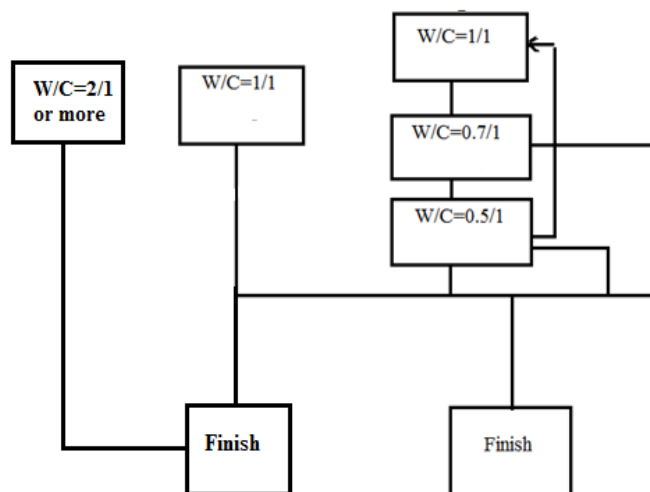 W/C=2/1
or more
W/C=1/1
W/C=1/1
W/C=0.7/1
W/C=0.5/1
Finish
Finish